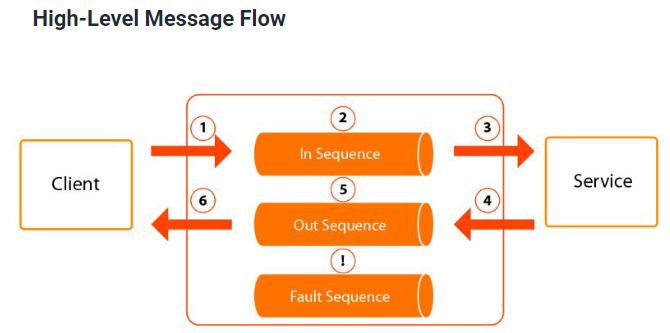 High-Level Message Flow
Client
1
2
In Sequence
3
Service
6
5
Out Sequence
4
!
Fault Sequence